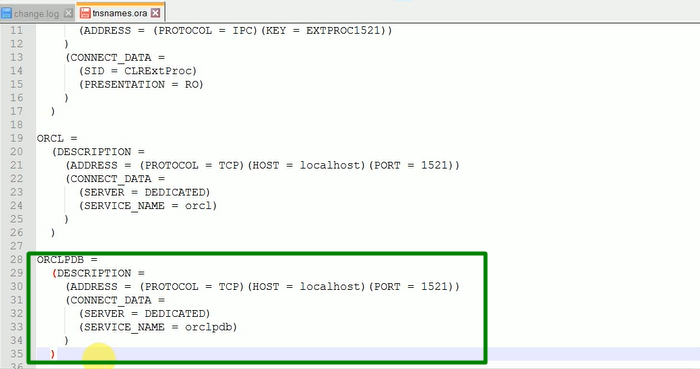 change.log tnsnames.ora
11 (ADDRESS = (PROTOCOL = IPC)(KEY = EXTPROC1521))
12 )
13 (CONNECT_DATA =
14 (SID = CLRExtProc)
15 (PRESENTATION = RO)
16 )
17 )
18
19 ORCL =
20 (DESCRIPTION =
21 (ADDRESS = (PROTOCOL = TCP)(HOST = localhost)(PORT = 1521))
22 (CONNECT_DATA =
23 (SERVER = DEDICATED)
24 (SERVICE_NAME = orcl)
25 )
26 )
27
28 ORCLPDB =
29 (DESCRIPTION =
30 (ADDRESS = (PROTOCOL = TCP)(HOST = localhost)(PORT = 1521))
31 (CONNECT_DATA =
32 (SERVER = DEDICATED)
33 (SERVICE_NAME = orclpdb)
34 )
35 )
36